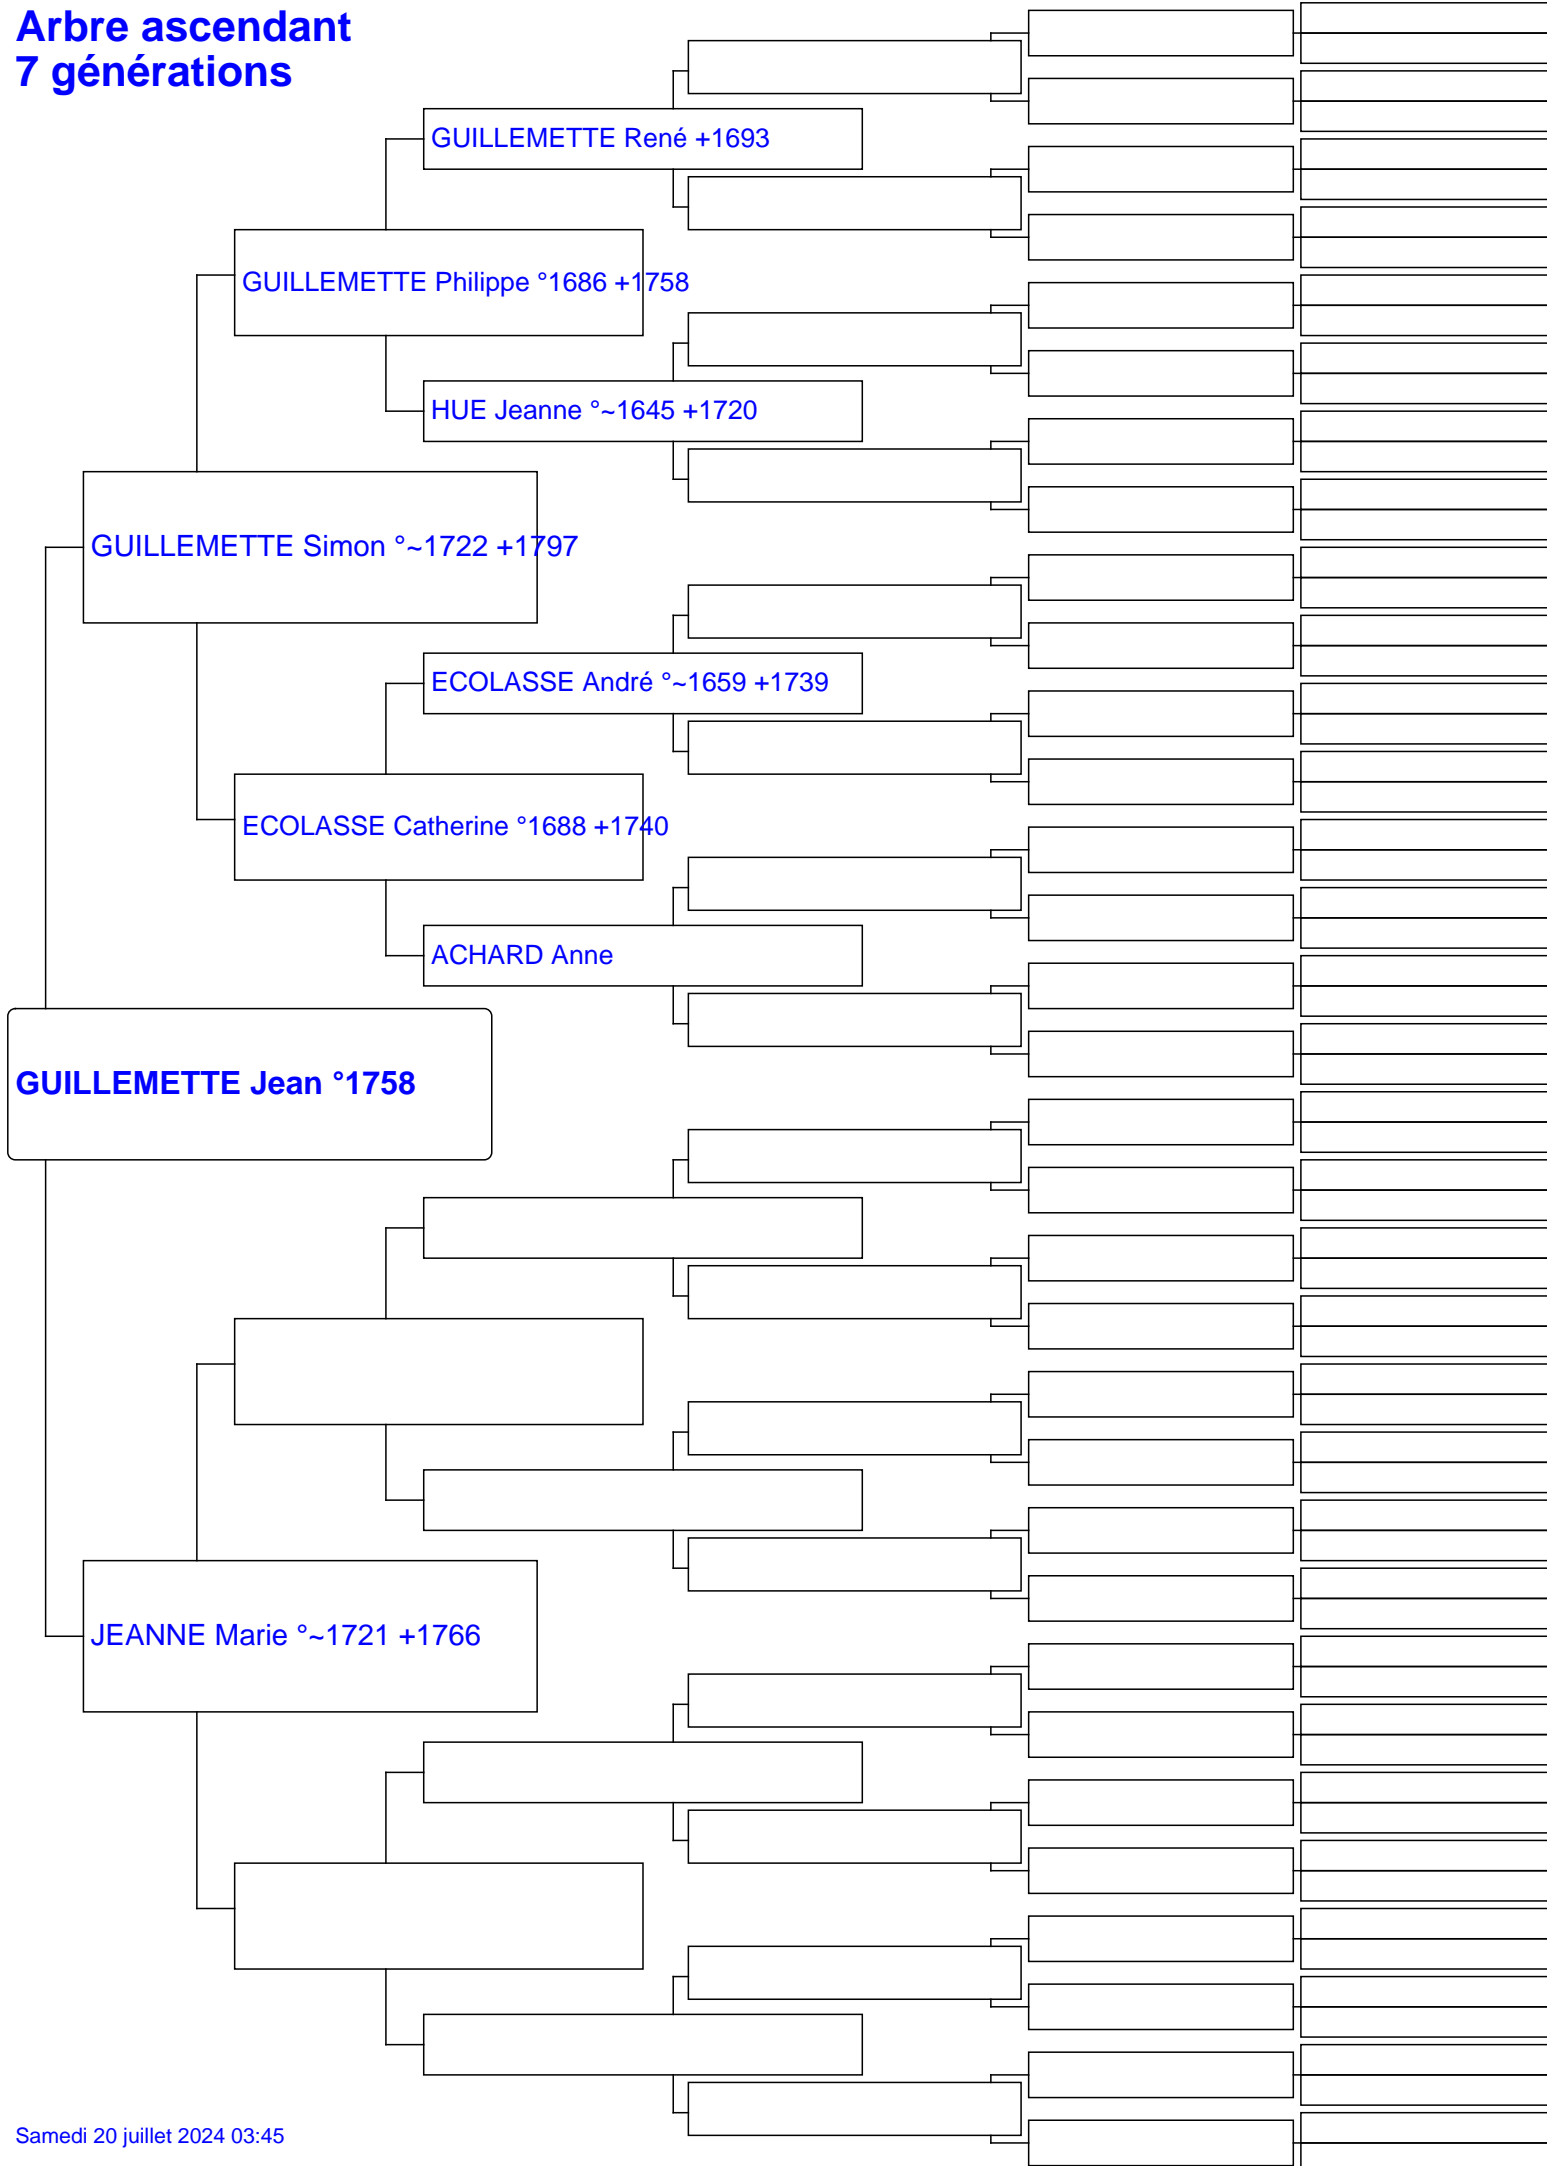 Arbre ascendant
7 générations
GUILLEMETTE René +1693
GUILLEMETTE Philippe °1686 +1758
HUE Jeanne °~1645 +1720
GUILLEMETTE Simon °~1722 +1797
ECOLASSE André °~1659 +1739
ECOLASSE Catherine °1688 +1740
ACHARD Anne
GUILLEMETTE Jean °1758
JEANNE Marie °~1721 +1766
Samedi 20 juillet 2024 03:45